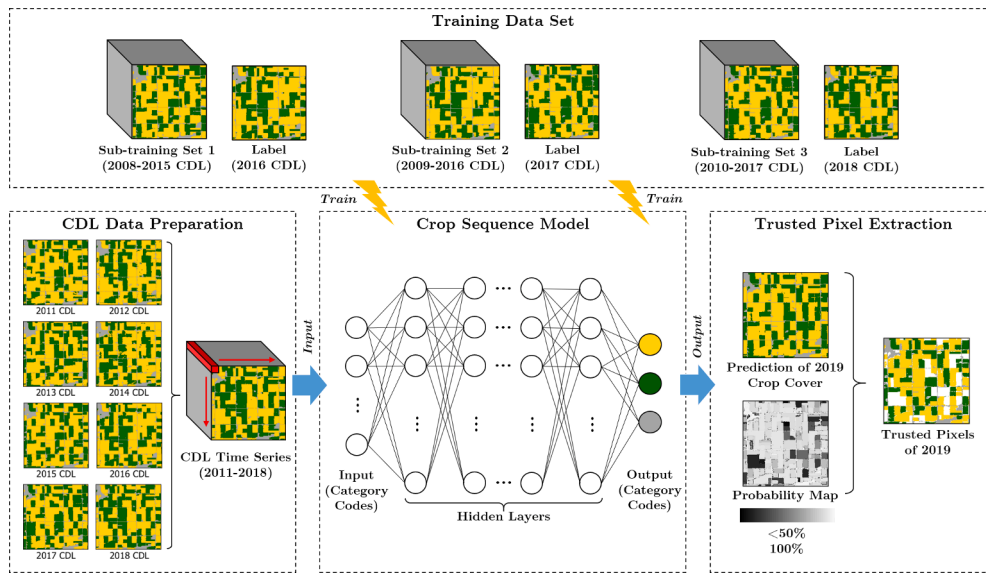 Training Data Set
Sub-training Set 1
(2008-2015 CDL)
Label
(2016 CDL)
Sub-training Set 2
(2009-2016 CDL)
Label
(2017 CDL)
Sub-training Set 3
(2010-2017 CDL)
Label
(2018 CDL)
Train
Train
CDL Data Preparation
2011 CDL
2012 CDL
2013 CDL
2014 CDL
2015 CDL
2016 CDL
2017 CDL
2018 CDL
CDL Time Series
(2011-2018)
Input
Crop Sequence Model
Input
(Category
Codes)
Hidden Layers
Output
(Category
Codes)
Output
Trusted Pixel Extraction
Prediction of 2019
Crop Cover
Probability Map
<50%
100%
Trusted Pixels
of 2019